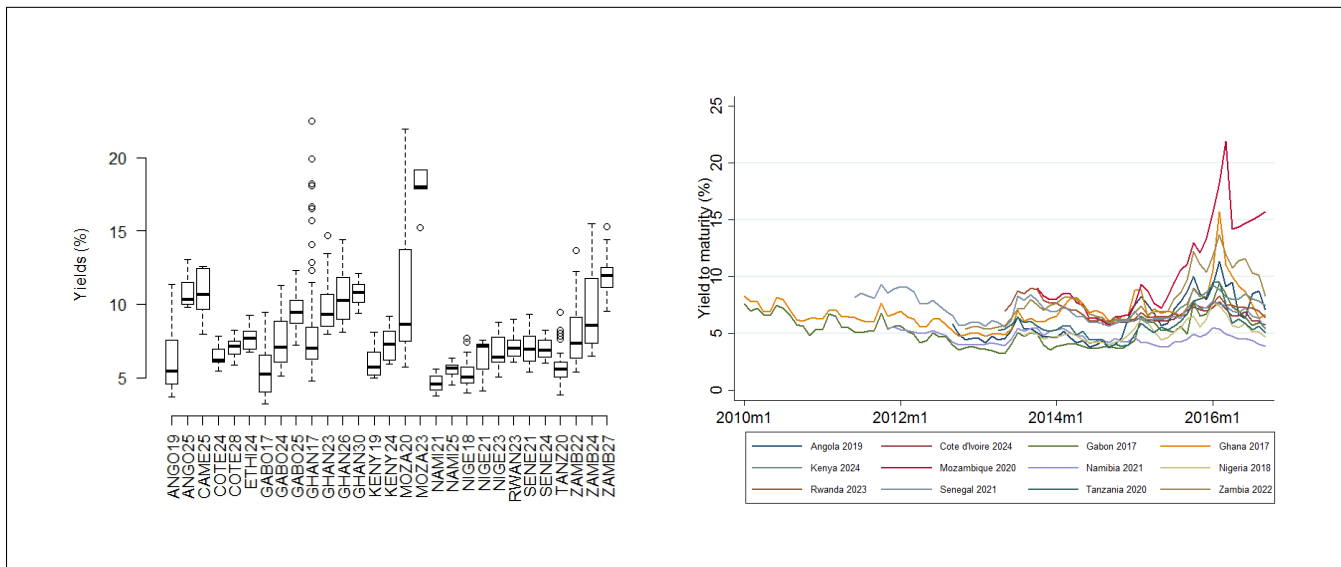 Yields (%)
20
15
10
5
ANGO19
ANGO25
CAME25
COTE24
COTE28
ETHI24
GABO17
GABO24
GABO25
GHAN17
GHAN23
GHAN26
GHAN30
KENY19
KENY24
MOZA20
MOZA23
NAMI21
NAMI25
NIGE18
NIGE21
NIGE23
RWAN23
SENE21
SENE24
TANZ20
ZAMB22
ZAMB24
ZAMB27
Yield to maturity (%)
25
20
15
10
5
0
2010m1 2012m1 2014m1 2016m1
Angola 2019 Cote d'Ivoire 2024 Gabon 2017 Ghana 2017
Kenya 2024 Mozambique 2020 Namibia 2021 Nigeria 2018
Rwanda 2023 Senegal 2021 Tanzania 2020 Zambia 2022